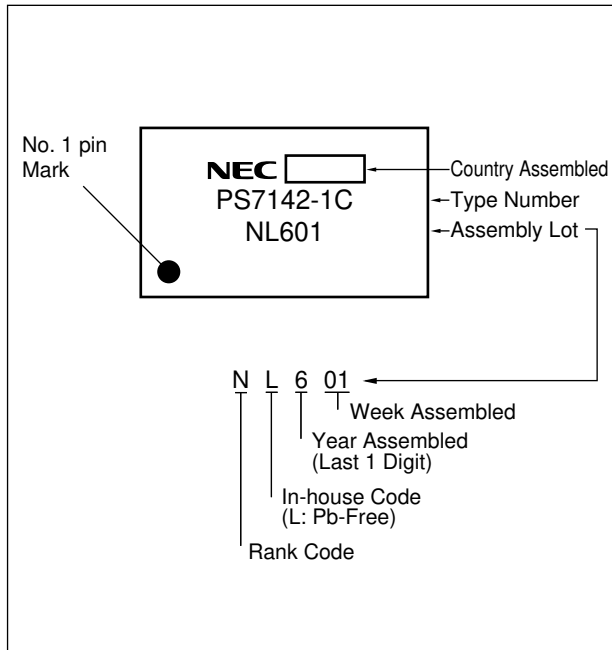 No. 1 pin
Mark
NEC
Country Assembled
PS7142-1C
Type Number
NL601
Assembly Lot
N L 6 01
Week Assembled
Year Assembled
(Last 1 Digit)
In-house Code
(L: Pb-Free)
Rank Code